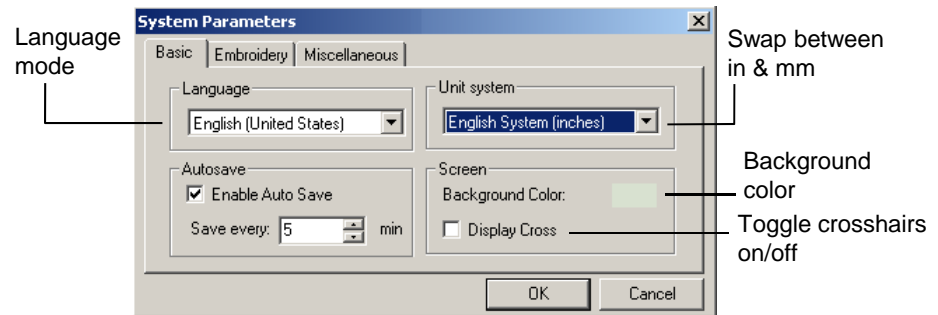 System Parameters
Language
mode
Basic Embroidery Miscellaneous
Swap between
in & mm
Language
Unit system
English (United States)
English System (inches)
Autosave
Enable Auto Save
Save every: 5 min
Screen
Background Color:
Display Cross
Background
color
Toggle crosshairs
on/off
OK Cancel